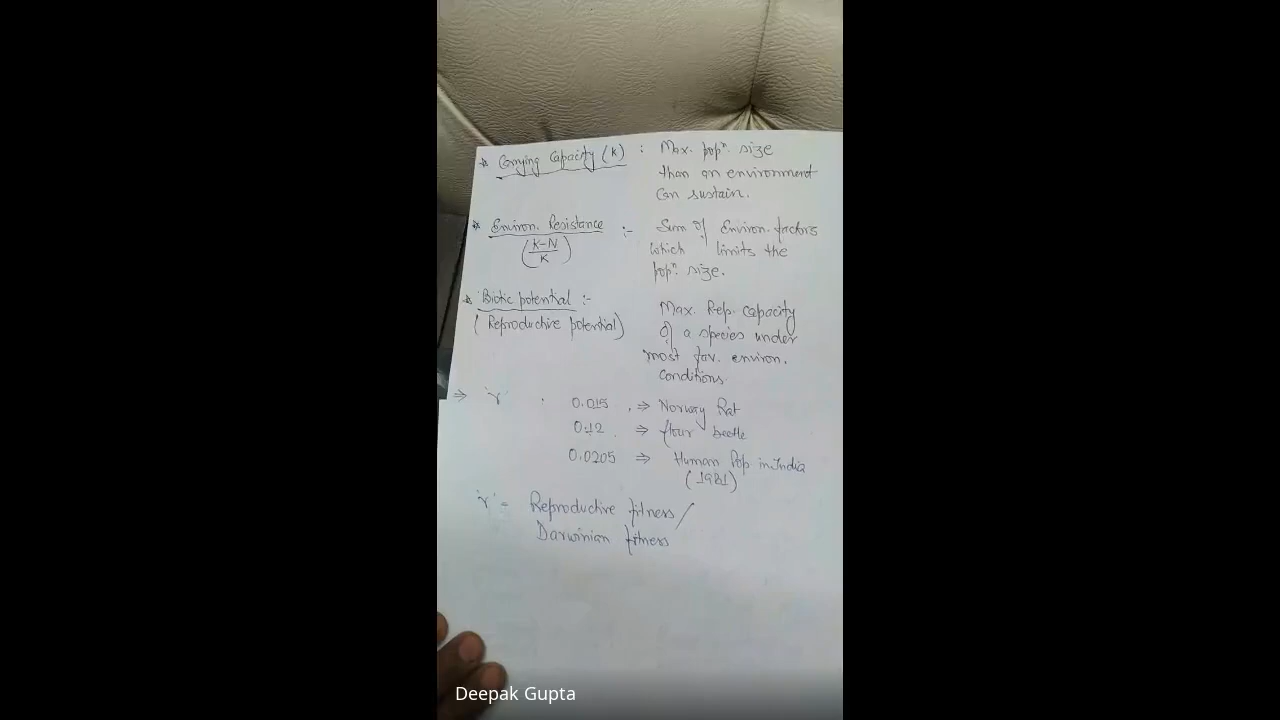 * Carrying Capacity (K) : Max. popn. size
than an environment
Can sustain.
* Environ. Resistance :- Sum of Environ. factors
(K-N/K) which limits the
popn. size.
* Biotic potential :- Max. Rep. capacity
( Reproductive potential) Of a species under
most fav. environ.
conditions
⇒ 'r' : 0.015 , ⇒ Norway Rat
0.12 ⇒ flour beetle
0.0205 ⇒ Human Pop in India
(1981)
'r' = Reproductive fitness/
Darwinian fitness
Deepak Gupta